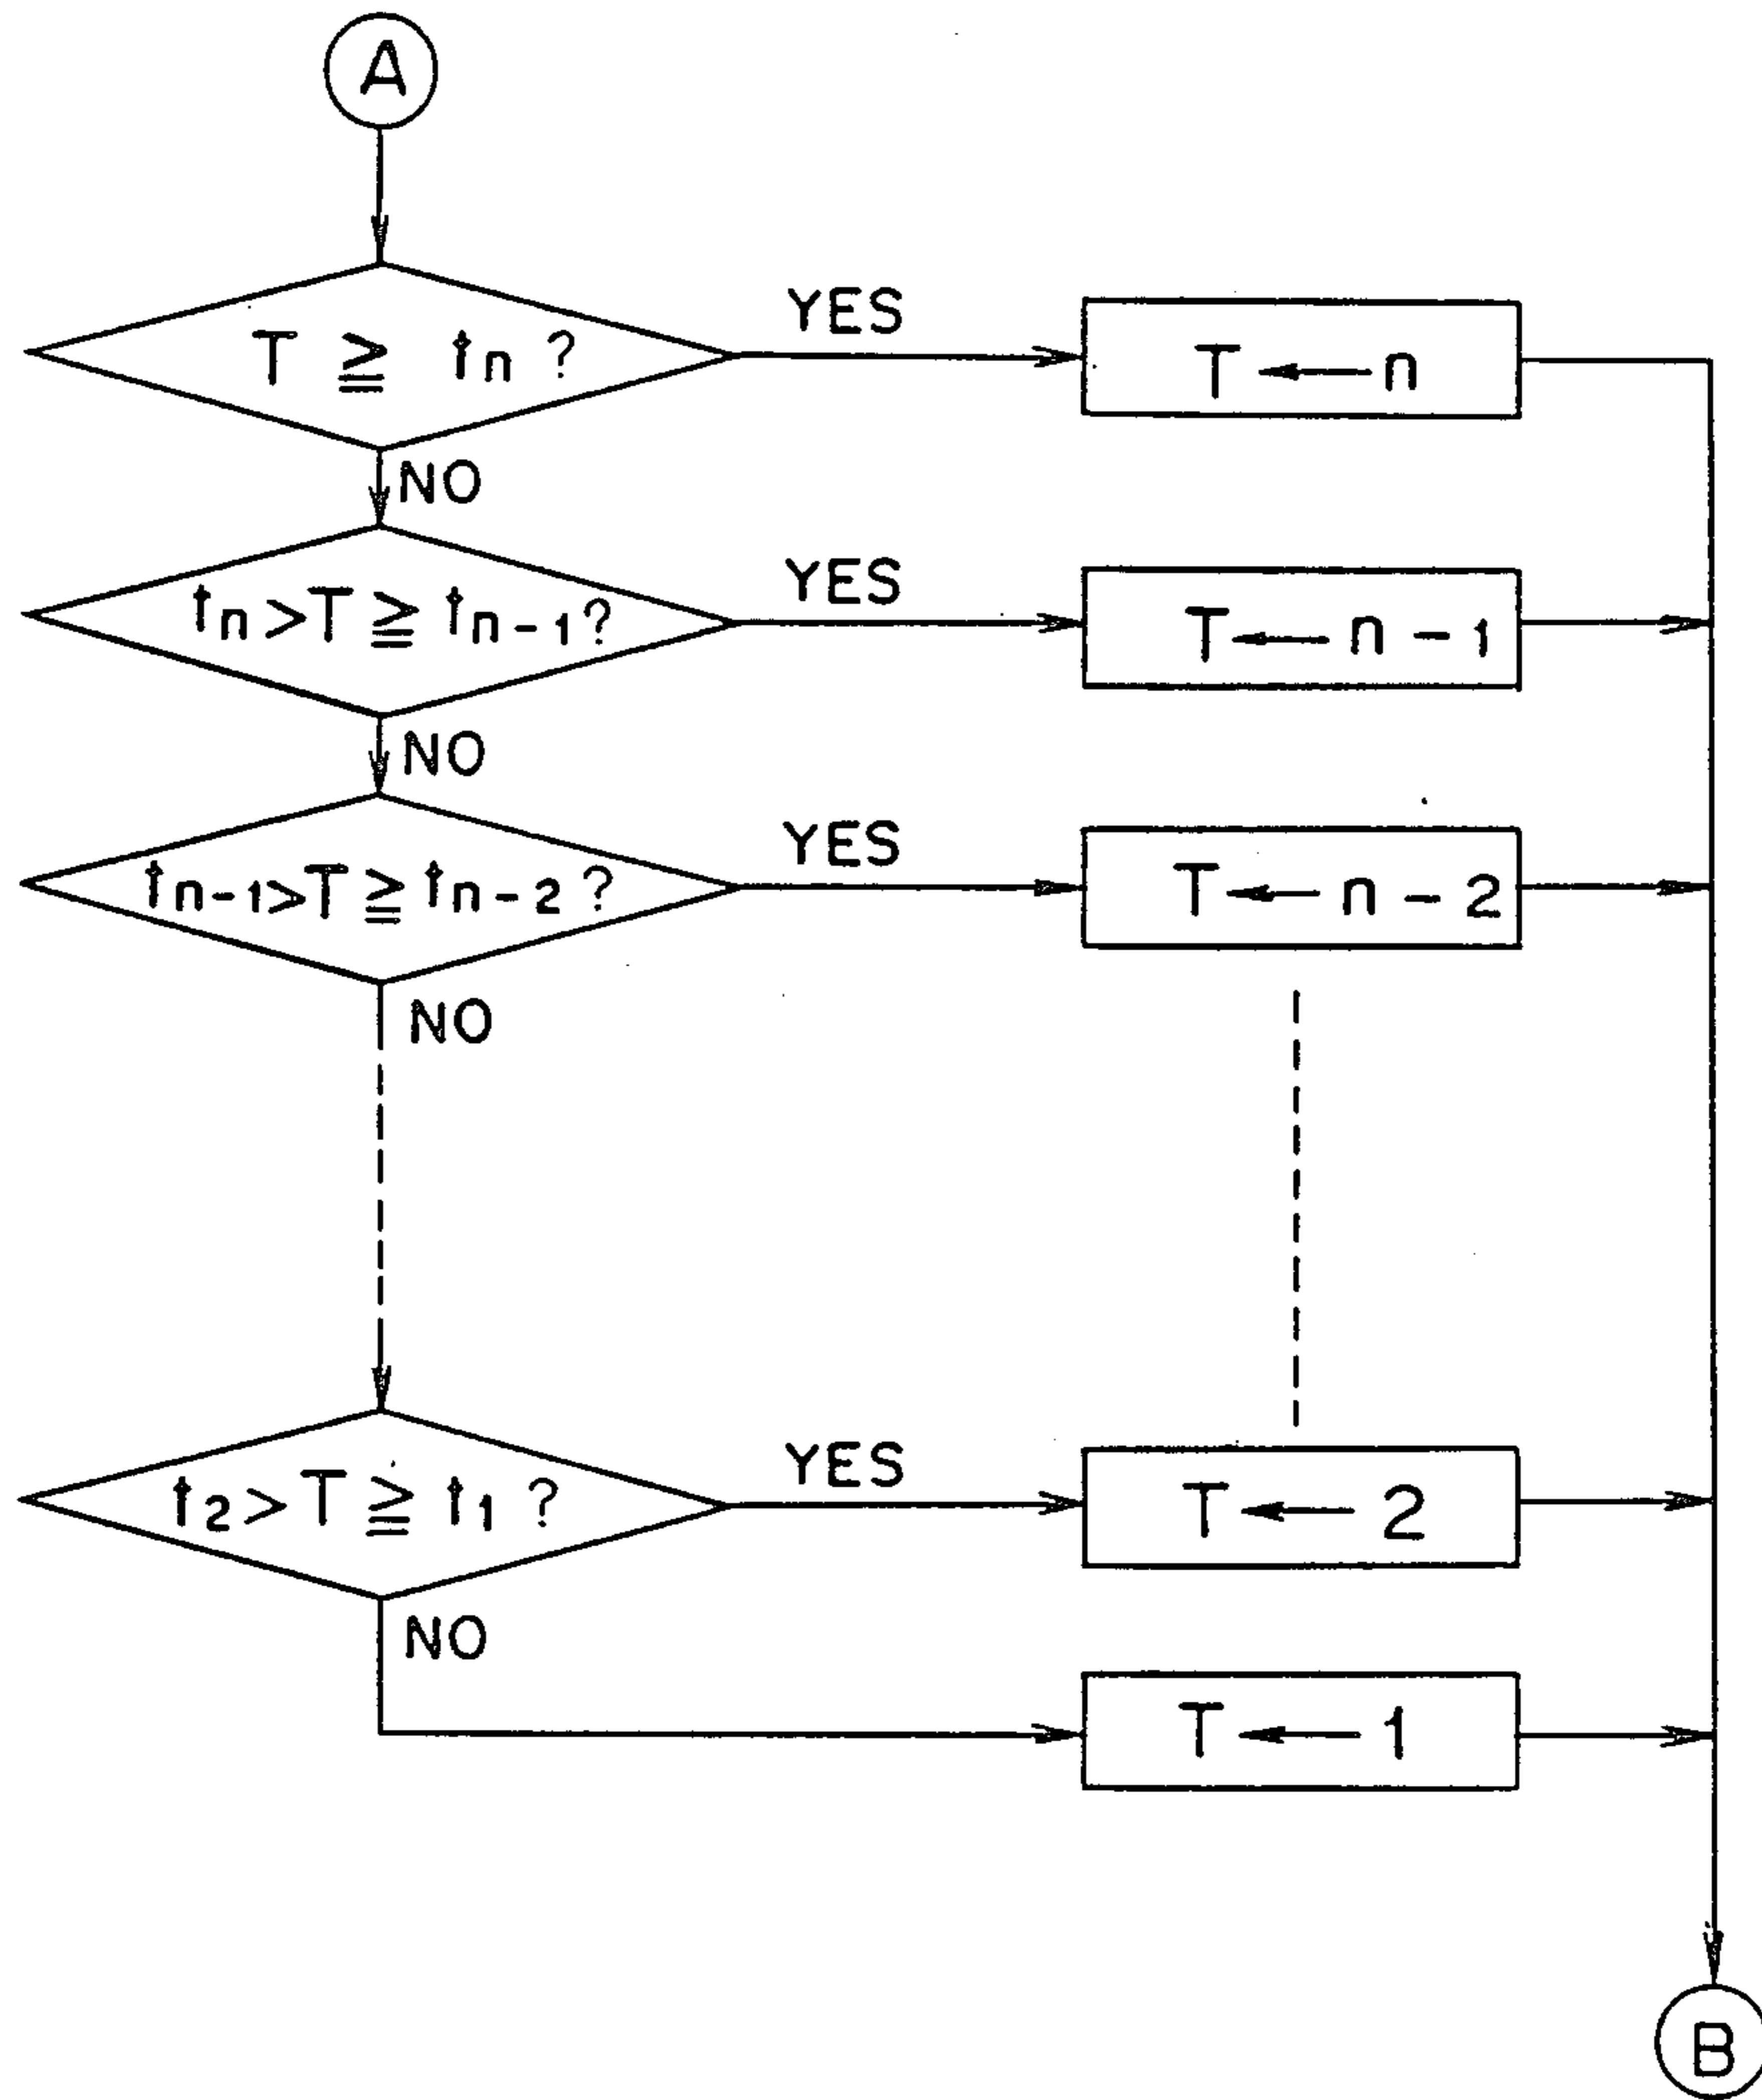 A
T ≧ tn ?
YES
T ← n
NO
tn > T ≧ tn-1 ?
YES
T ← n - 1
NO
tn-1 > T ≧ tn-2 ?
YES
T ← n - 2
NO
t2 > T ≧ t1 ?
YES
T ← 2
NO
T ← 1
B